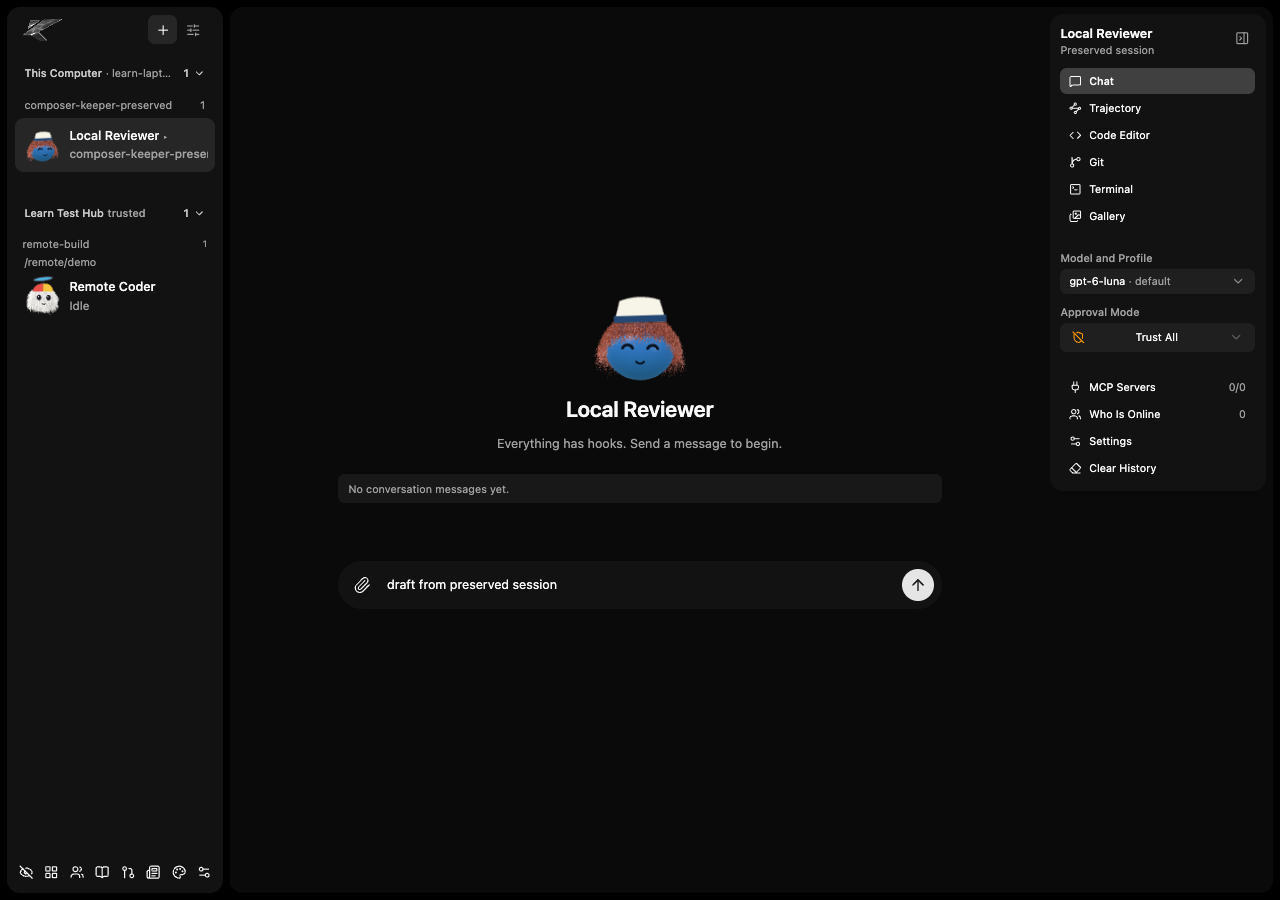 This Computer · learn-lapt... 1
composer-keeper-preserved 1
Local Reviewer
composer-keeper-prese
Learn Test Hub trusted 1
remote-build 1
/remote/demo
Remote Coder
Idle
Local Reviewer
Everything has hooks. Send a message to begin.
No conversation messages yet.
draft from preserved session
Local Reviewer
Preserved session
Chat
Trajectory
Code Editor
Git
Terminal
Gallery
Model and Profile
gpt-6-luna · default
Approval Mode
Trust All
MCP Servers 0/0
Who Is Online 0
Settings
Clear History